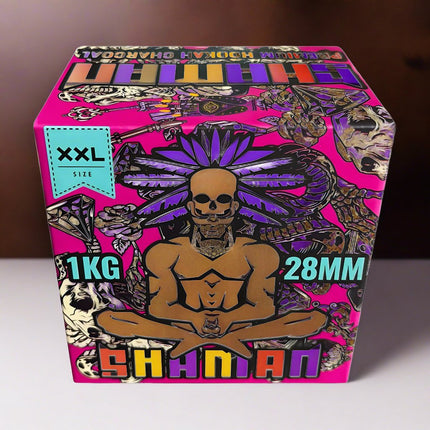 SHAMAN
PREMIUM HOOKAH CHARCOAL
XXL
SIZE
1KG
28MM
SHAMAN